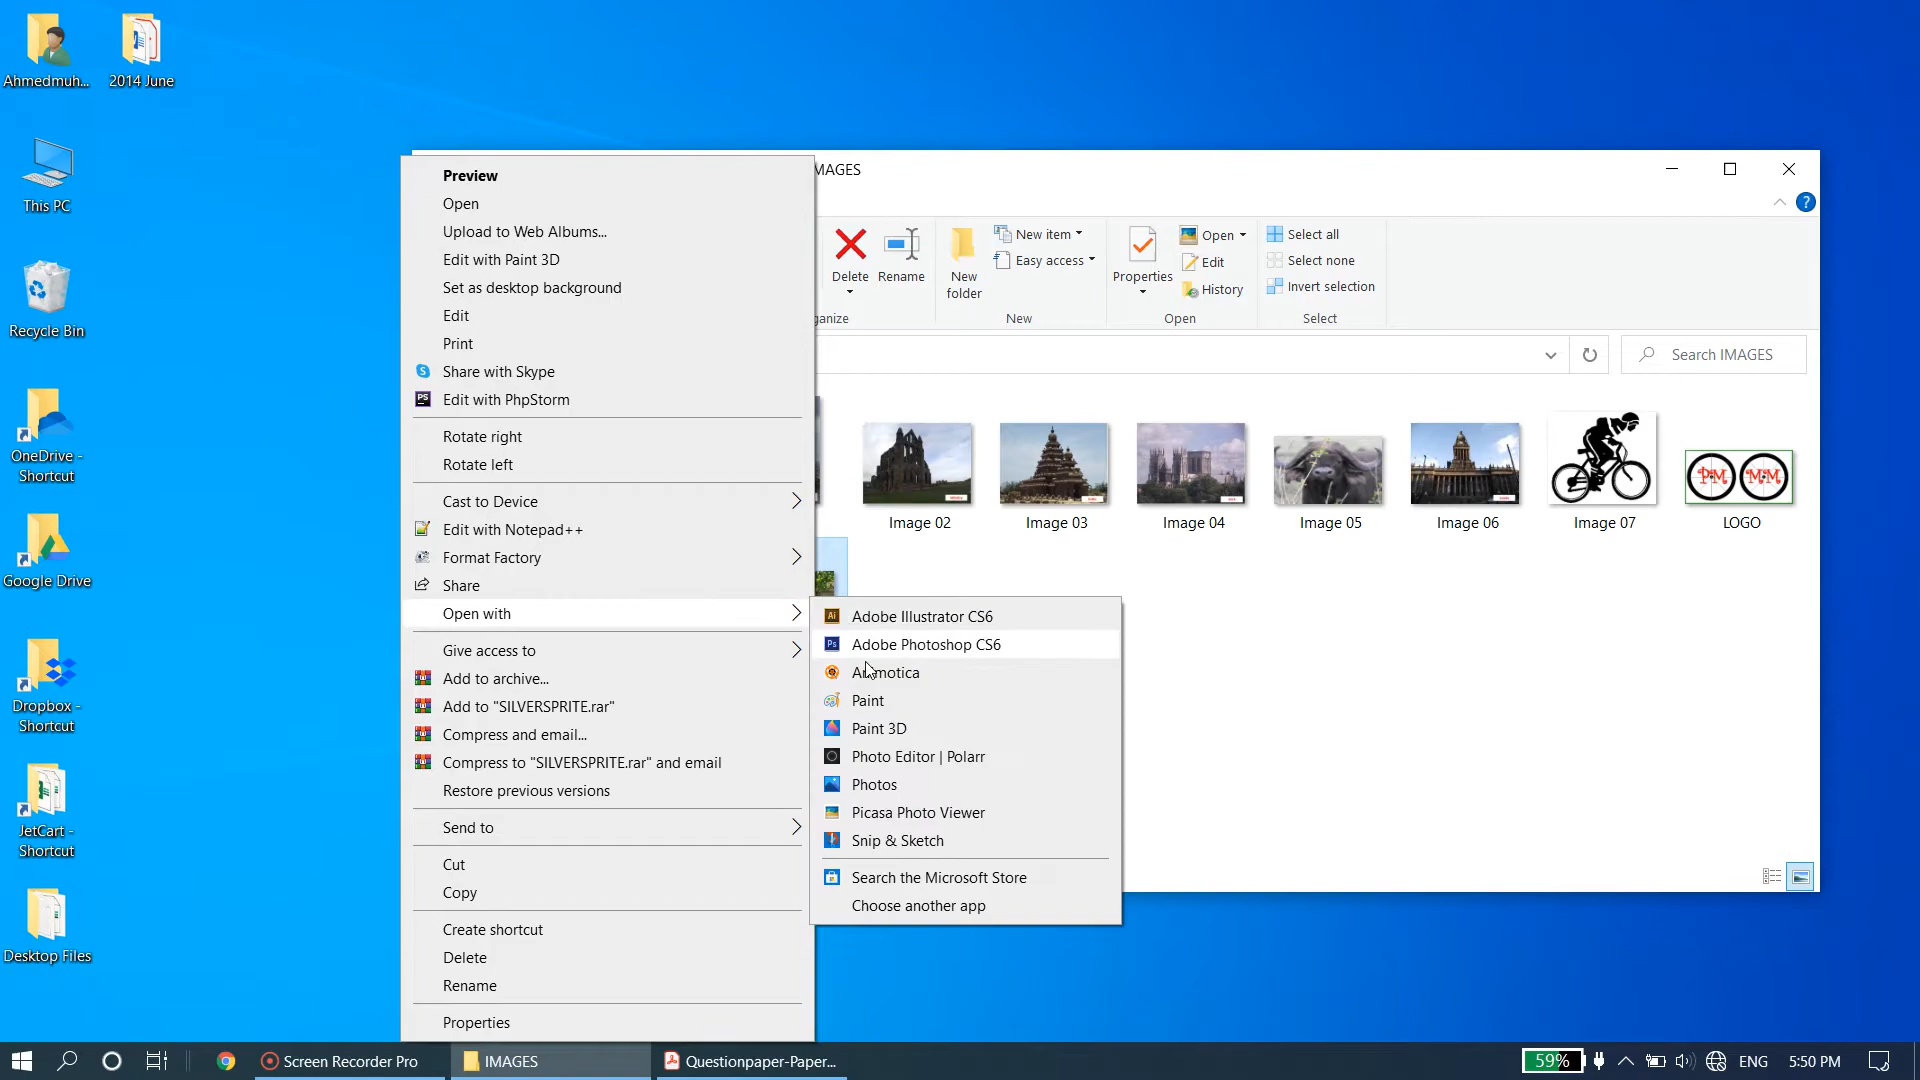 Ahmedmuh...
2014 June
This PC
Recycle Bin
OneDrive -
Shortcut
Google Drive
Dropbox -
Shortcut
JetCart -
Shortcut
Desktop Files
Preview
Open
Upload to Web Albums...
Edit with Paint 3D
Set as desktop background
Edit
Print
Share with Skype
Edit with PhpStorm
Rotate right
Rotate left
Cast to Device
Edit with Notepad++
Format Factory
Share
Open with
Give access to
Add to archive...
Add to "SILVERSPRITE.rar"
Compress and email...
Compress to "SILVERSPRITE.rar" and email
Restore previous versions
Send to
Cut
Copy
Create shortcut
Delete
Rename
Properties
MAGES
Delete
Rename
New
folder
New item
Easy access
Properties
Open
Edit
History
Select all
Select none
Invert selection
ganize
New
Open
Select
Search IMAGES
Image 02
Image 03
Image 04
Image 05
Image 06
Image 07
LOGO
Adobe Illustrator CS6
Adobe Photoshop CS6
Paint
Paint 3D
Photo Editor | Polarr
Photos
Picasa Photo Viewer
Snip & Sketch
Search the Microsoft Store
Choose another app
Screen Recorder Pro
IMAGES
Questionpaper-Paper...
59%
ENG
5:50 PM